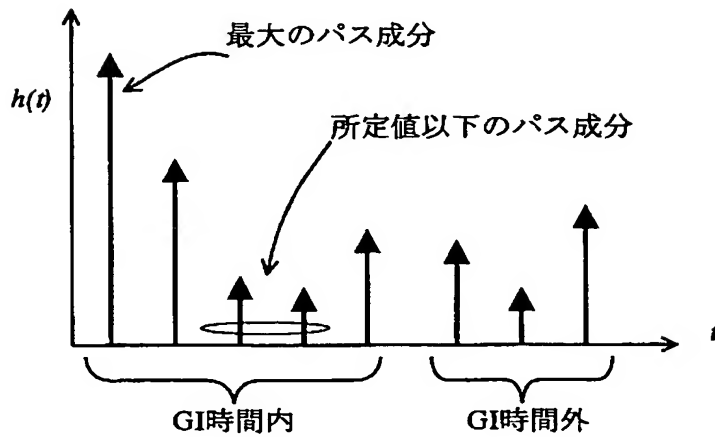 最大のパス成分
h(t)
所定値以下のパス成分
t
GI時間内
GI時間外